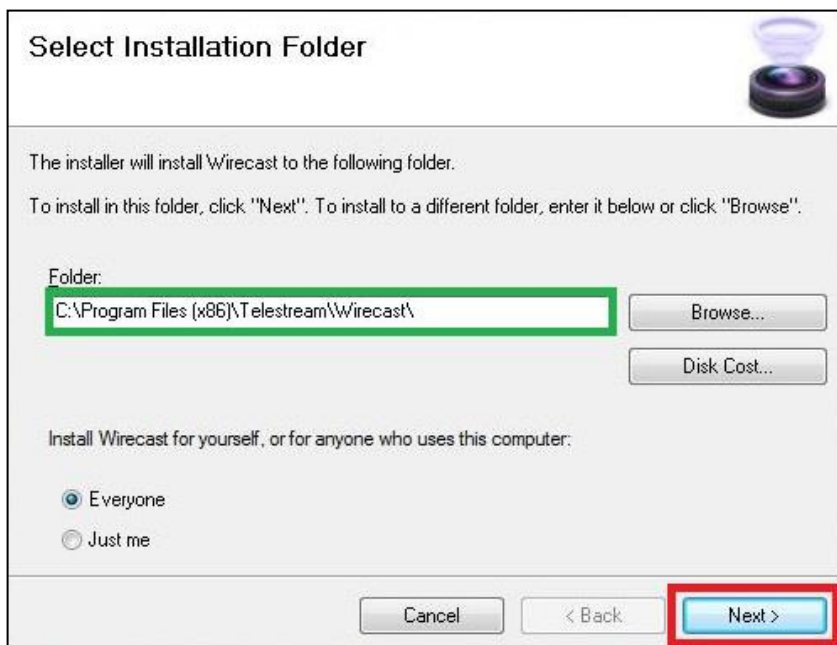 Select Installation Folder
The installer will install Wirecast to the following folder.
To install in this folder, click "Next". To install to a different folder, enter it below or click "Browse".
Folder:
C:\Program Files (x86)\Telestream\Wirecast\
Browse...
Disk Cost...
Install Wirecast for yourself, or for anyone who uses this computer:
Everyone
Just me
Cancel
< Back
Next >